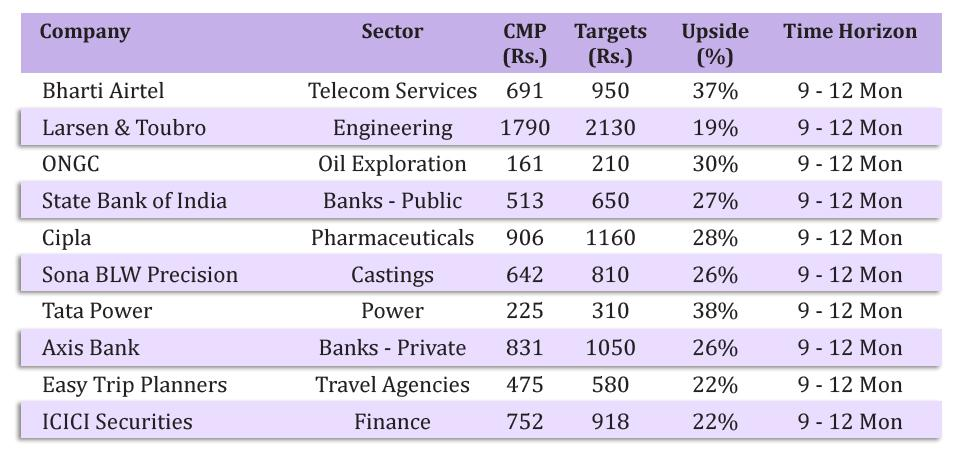 Company Sector CMP (Rs.) Targets (Rs.) Upside (%) Time Horizon
Bharti Airtel Telecom Services 691 950 37% 9 - 12 Mon
Larsen & Toubro Engineering 1790 2130 19% 9 - 12 Mon
ONGC Oil Exploration 161 210 30% 9 - 12 Mon
State Bank of India Banks - Public 513 650 27% 9 - 12 Mon
Cipla Pharmaceuticals 906 1160 28% 9 - 12 Mon
Sona BLW Precision Castings 642 810 26% 9 - 12 Mon
Tata Power Power 225 310 38% 9 - 12 Mon
Axis Bank Banks - Private 831 1050 26% 9 - 12 Mon
Easy Trip Planners Travel Agencies 475 580 22% 9 - 12 Mon
ICICI Securities Finance 752 918 22% 9 - 12 Mon